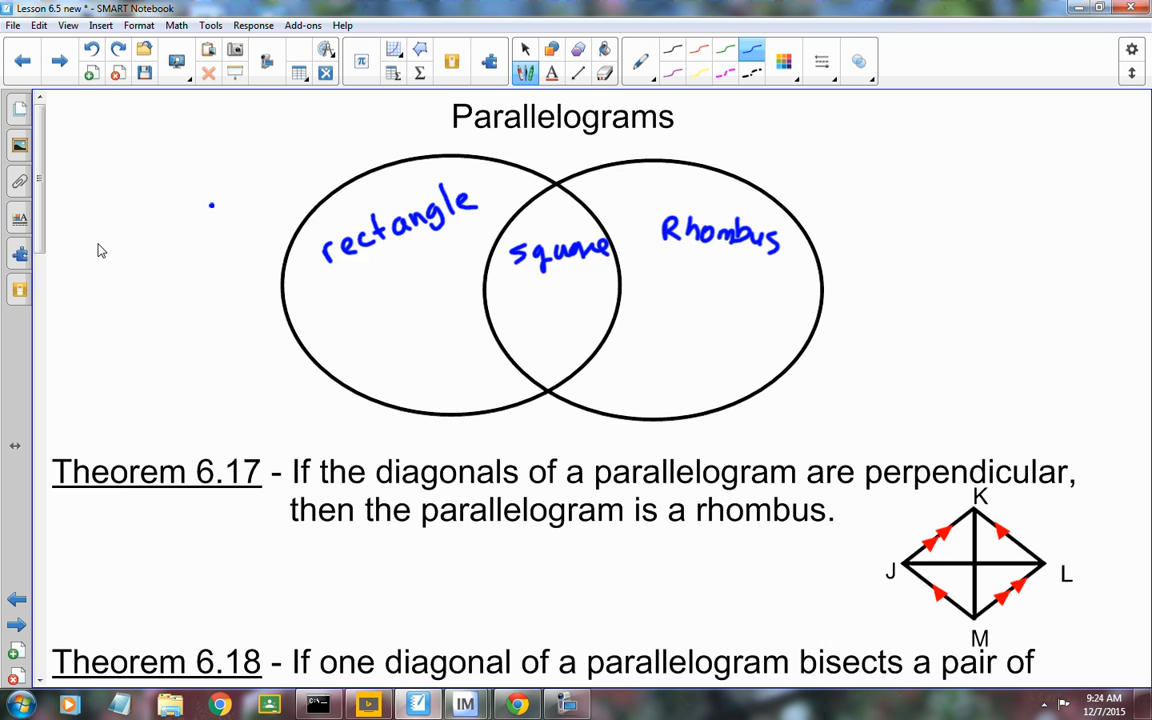 Lesson 6.5 new * - SMART Notebook
File Edit View Insert Format Math Tools Response Add-ons Help
Parallelograms
rectangle
square
Rhombus
Theorem 6.17 - If the diagonals of a parallelogram are perpendicular,
then the parallelogram is a rhombus.
K
J
L
M
Theorem 6.18 - If one diagonal of a parallelogram bisects a pair of
IM
9:24 AM
12/7/2015